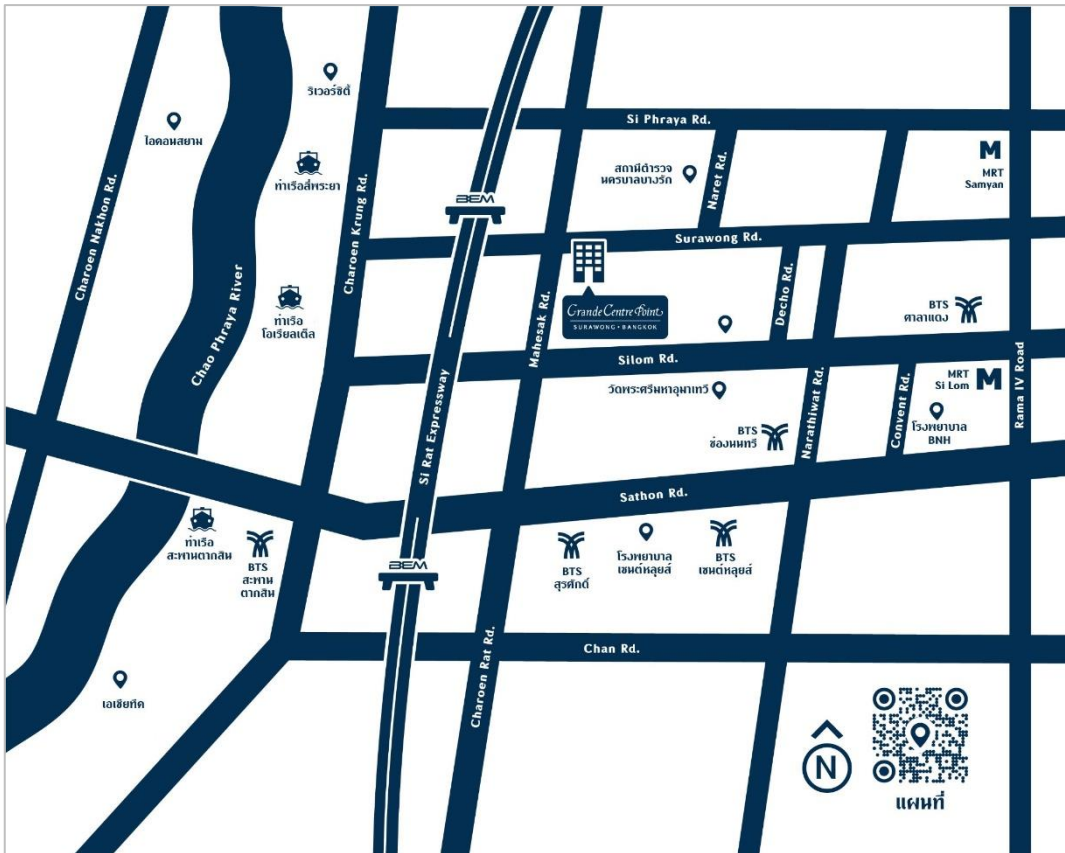 ริเวอร์ซิตี้
ไอคอนสยาม
Si Phraya Rd.
Charoen Nakhon Rd.
ท่าเรือสี่พระยา
สถานีตำรวจ
นครบาลบางรัก
Naret Rd.
MRT
Samyan
BEM
Charoen Krung Rd.
Surawong Rd.
Chao Phraya River
ท่าเรือ
โอเรียลเต็ล
Mahesak Rd.
Grande Centre Point
SURAWONG • BANGKOK
Decho Rd.
BTS
ศาลาแดง
Silom Rd.
Rama IV Road
Si Rat Expressway
วัดพระศรีมหาอุมาเทวี
Narathiwat Rd.
Convent Rd.
MRT
Si Lom
BTS
ช่องนนทรี
โรงพยาบาล
BNH
Sathon Rd.
ท่าเรือ
สะพานตากสิน
BTS
สะพาน
ตากสิน
BEM
BTS
สุรศักดิ์
โรงพยาบาล
เซนต์หลุยส์
BTS
เซนต์หลุยส์
Chan Rd.
Charoen Rat Rd.
เอเชียทีค
N
แผนที่